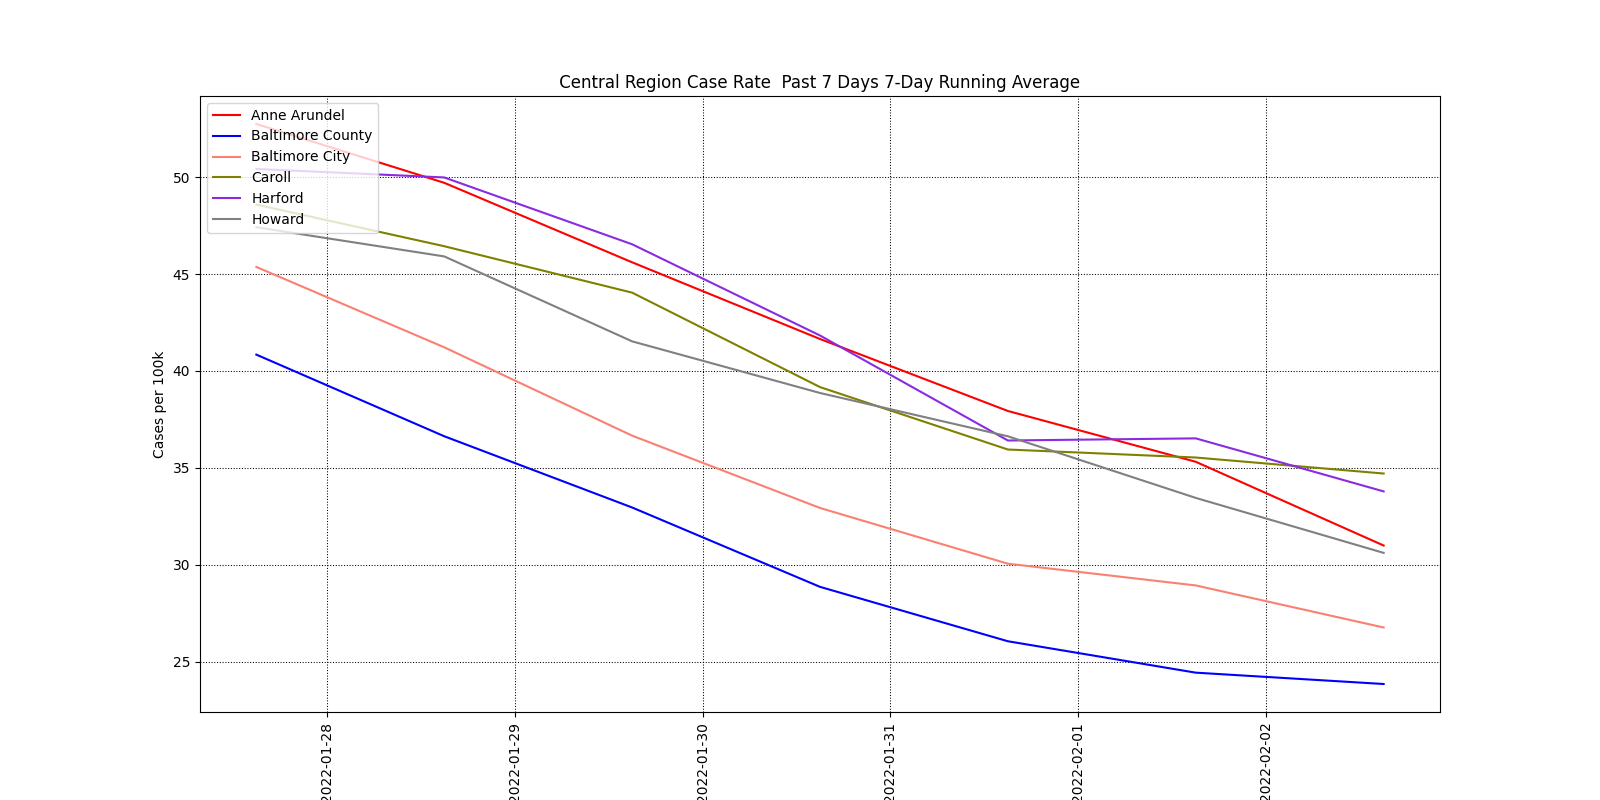 Central Region Case Rate  Past 7 Days 7-Day Running Average
Anne Arundel
Baltimore County
Baltimore City
Caroll
Harford
Howard
Cases per 100k
50
45
40
35
30
25
2022-01-28
2022-01-29
2022-01-30
2022-01-31
2022-02-01
2022-02-02